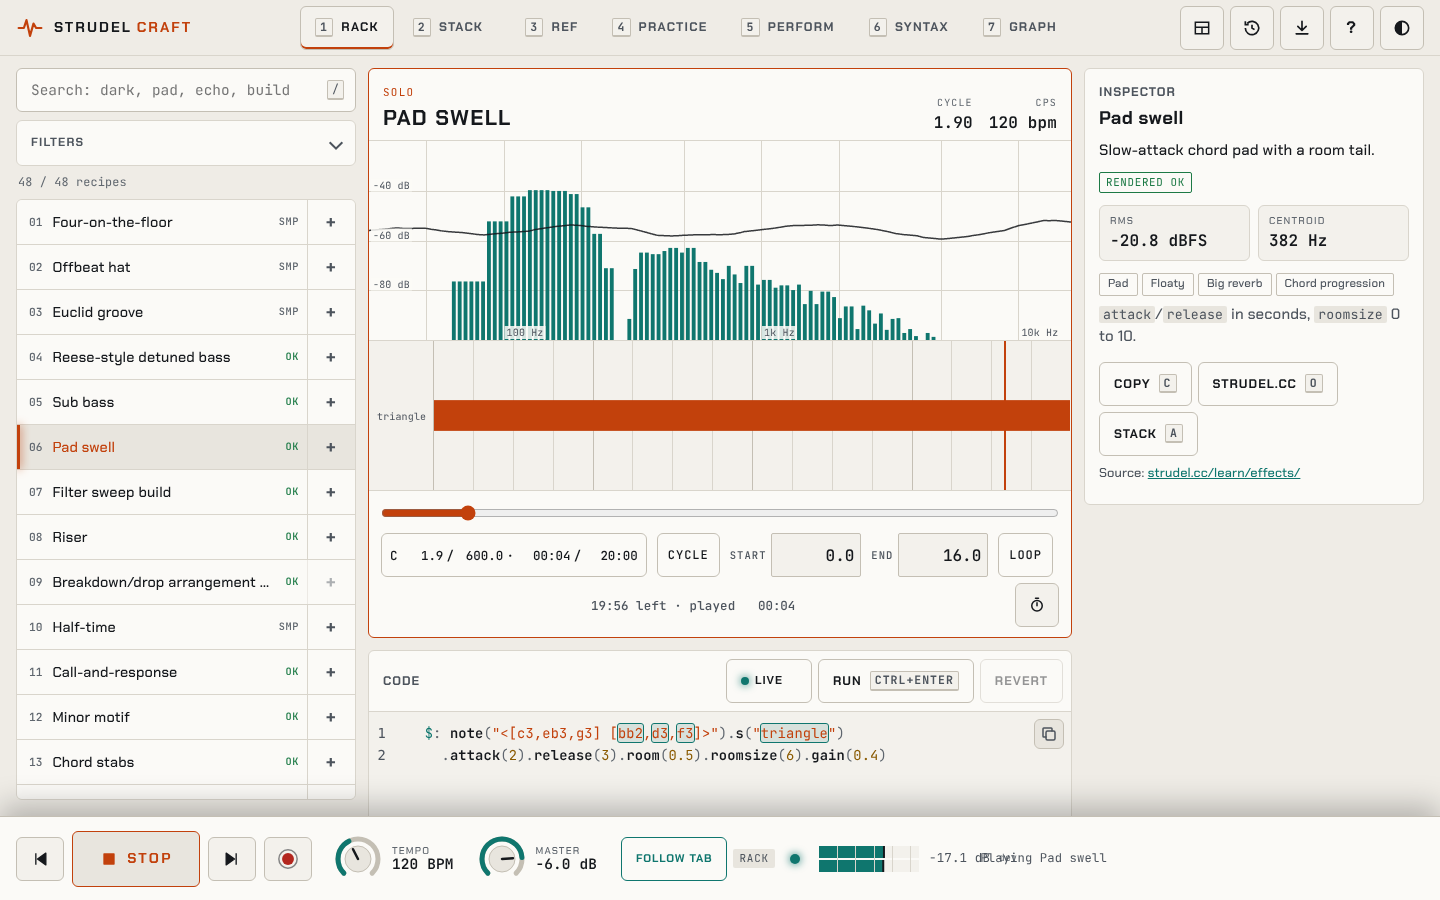 STRUDEL CRAFT
1 RACK
2 STACK
3 REF
4 PRACTICE
5 PERFORM
6 SYNTAX
7 GRAPH
?
Search: dark, pad, echo, build /
FILTERS
48 / 48 recipes
01 Four-on-the-floor SMP +
02 Offbeat hat SMP +
03 Euclid groove SMP +
04 Reese-style detuned bass OK +
05 Sub bass OK +
06 Pad swell OK +
07 Filter sweep build OK +
08 Riser OK +
09 Breakdown/drop arrangement ... OK +
10 Half-time SMP +
11 Call-and-response OK +
12 Minor motif OK +
13 Chord stabs OK +
SOLO
PAD SWELL
CYCLE CPS
1.90 120 bpm
-40 dB
-60 dB
-80 dB
100 Hz 1k Hz 10k Hz
triangle
C 1.9 / 600.0 · 00:04 / 20:00
CYCLE
START 0.0
END 16.0
LOOP
19:56 left · played 00:04
CODE
LIVE
RUN CTRL+ENTER
REVERT
1 $: note("<[c3,eb3,g3] [bb2,d3,f3]>").s("triangle")
2 .attack(2).release(3).room(0.5).roomsize(6).gain(0.4)
INSPECTOR
Pad swell
Slow-attack chord pad with a room tail.
RENDERED OK
RMS
-20.8 dBFS
CENTROID
382 Hz
Pad Floaty Big reverb Chord progression
attack/release in seconds, roomsize 0
to 10.
COPY C
STRUDEL.CC O
STACK A
Source: strudel.cc/learn/effects/
STOP
TEMPO
120 BPM
MASTER
-6.0 dB
FOLLOW TAB
RACK
-17.1
Playing Pad swell